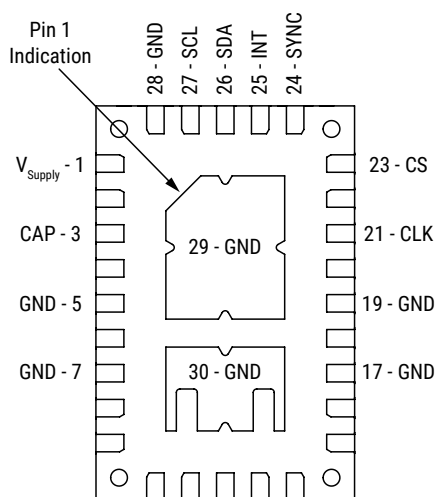 Pin 1
Indication
28 - GND
27 - SCL
26 - SDA
25 - INT
24 - SYNC
VSupply - 1
23 - CS
CAP - 3
21 - CLK
29 - GND
GND - 5
19 - GND
GND - 7
30 - GND
17 - GND